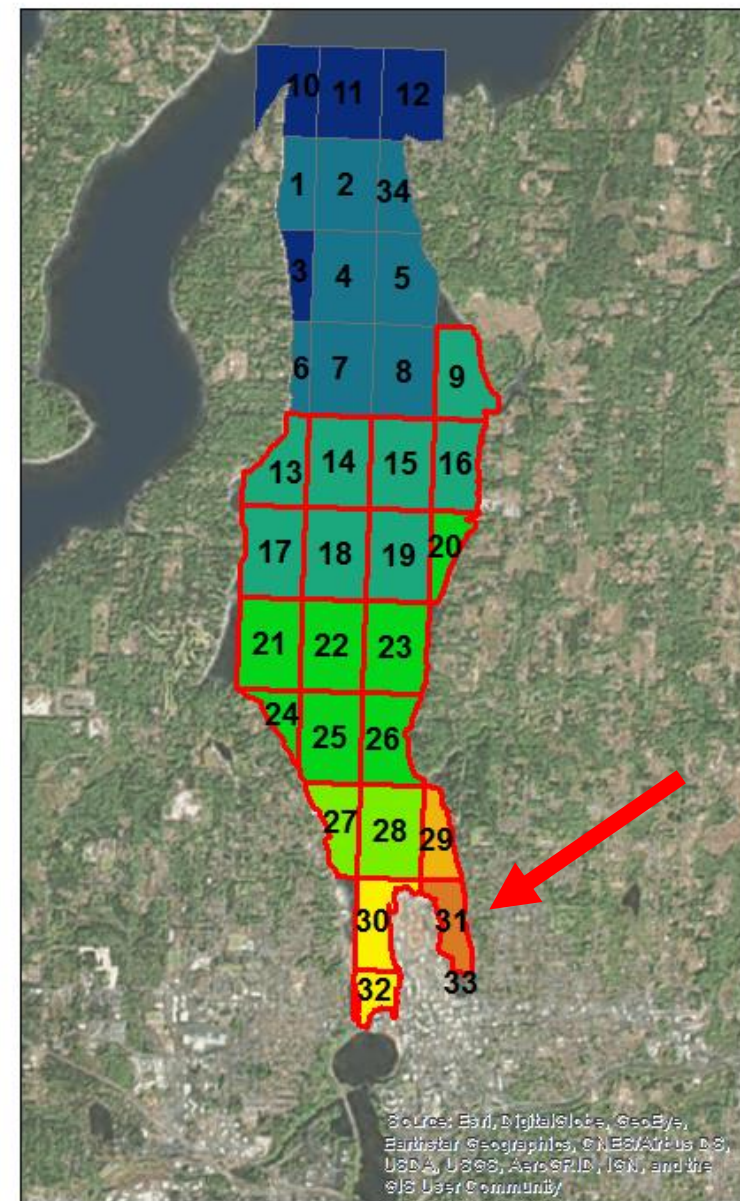 10 11 12
1 2 34
3 4 5
6 7 8 9
13 14 15 16
17 18 19 20
21 22 23
24 25 26
27 28 29
30 31
32 33
Source: Esri, DigitalGlobe, GeoEye,
Earthstar Geographics, CNES/Airbus DS,
USDA, USGS, AeroGRID, IGN, and the
GIS User Community